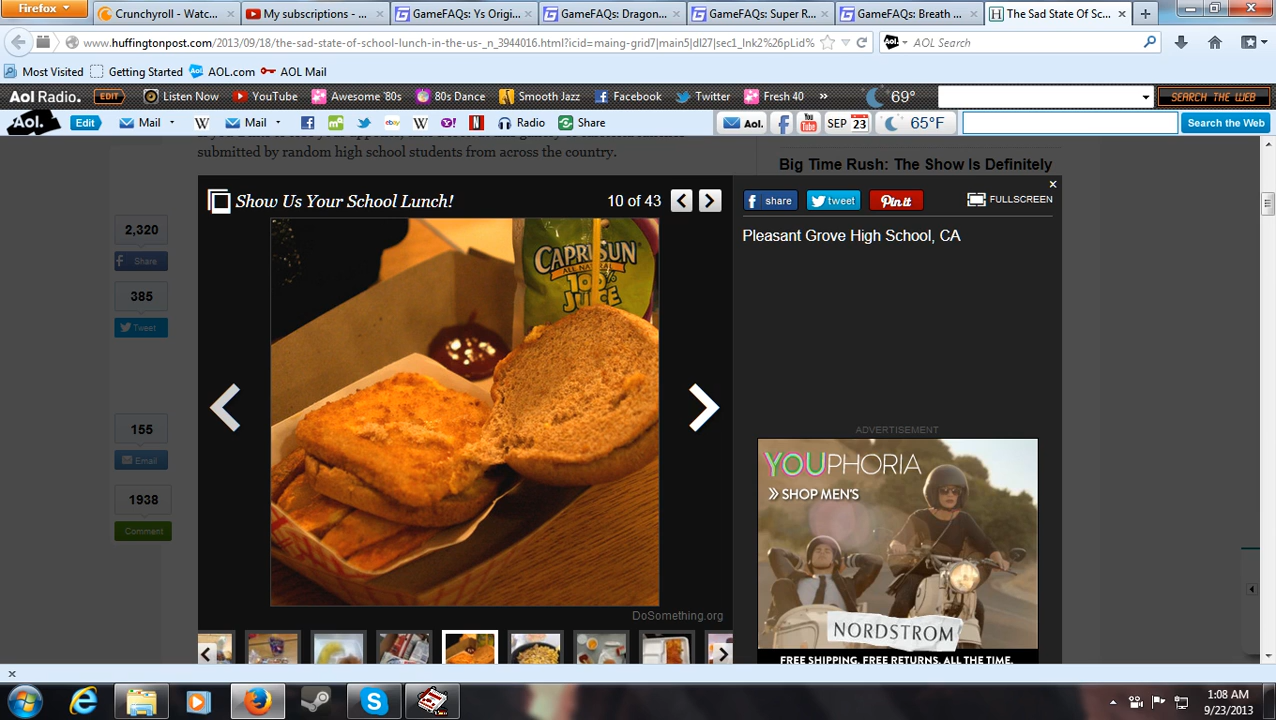 Firefox
Crunchyroll - Watc...
My subscriptions - ...
GameFAQs: Ys Origi...
GameFAQs: Dragon...
GameFAQs: Super R...
GameFAQs: Breath ...
The Sad State Of Sc...
www.huffingtonpost.com/2013/09/18/the-sad-state-of-school-lunch-in-the-us-_n_3944016.html?icid=maing-grid7|main5|dl27|sec1_lnk2%26pLid%
AOL Search
Most Visited
Getting Started
AOL.com
AOL Mail
Aol Radio.
EDIT
Listen Now
YouTube
Awesome '80s
80s Dance
Smooth Jazz
Facebook
Twitter
Fresh 40
69°
SEARCH THE WEB
Aol.
Edit
Mail
Mail
Radio
Share
Aol.
SEP 23
65°F
Search the Web
submitted by random high school students from across the country.
Big Time Rush: The Show Is Definitely
Show Us Your School Lunch!
10 of 43
share
tweet
Pin it
FULLSCREEN
Pleasant Grove High School, CA
2,320
Share
385
Tweet
155
Email
1938
Comment
CAPRI SUN
ALL NATURAL
100%
JUICE
DoSomething.org
ADVERTISEMENT
YOUPHORIA
SHOP MEN'S
NORDSTROM
FREE SHIPPING. FREE RETURNS. ALL THE TIME.
1:08 AM
9/23/2013